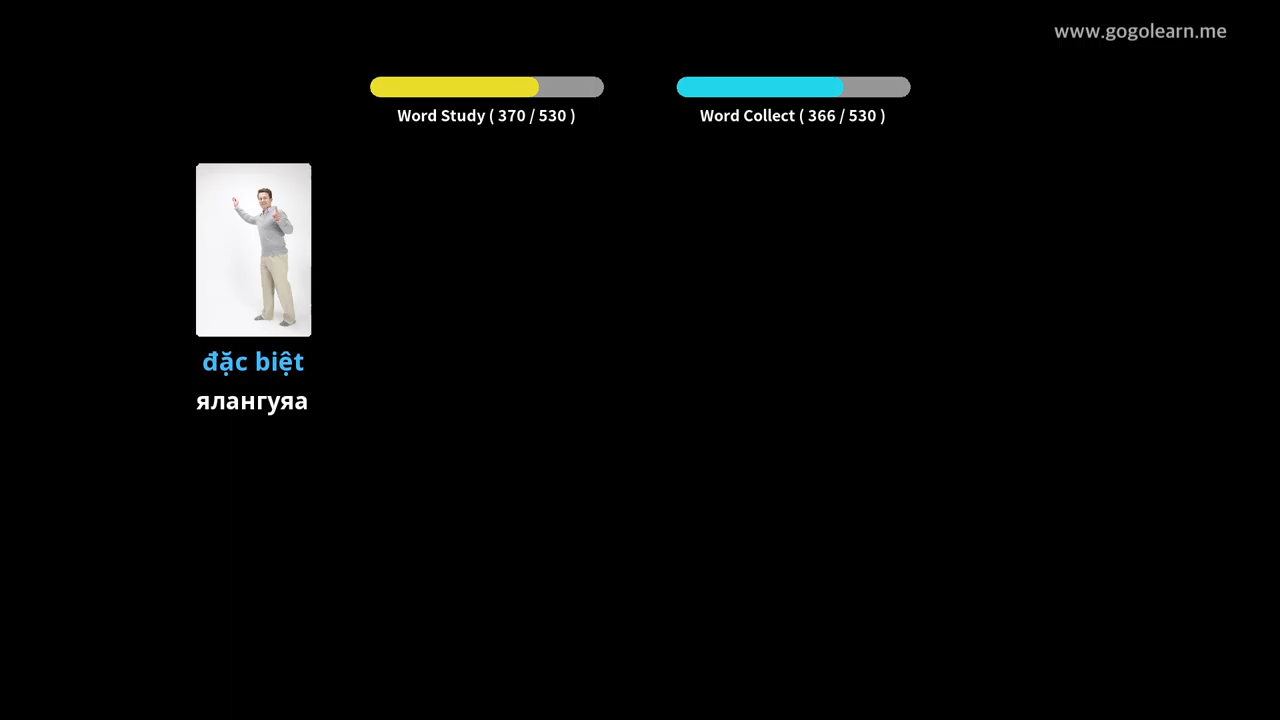 www.gogolearn.me
Word Study ( 370 / 530 )
Word Collect ( 366 / 530 )
đặc biệt
ялангуяа